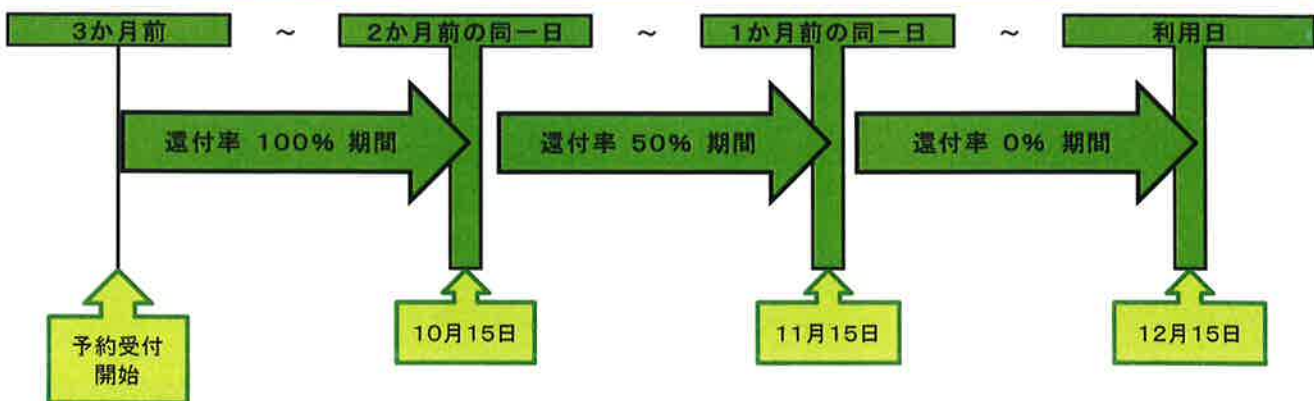 3か月前 ～ 2か月前の同一日 ～ 1か月前の同一日 ～ 利用日
還付率 100% 期間 還付率 50% 期間 還付率 0% 期間
予約受付
開始
10月15日 11月15日 12月15日